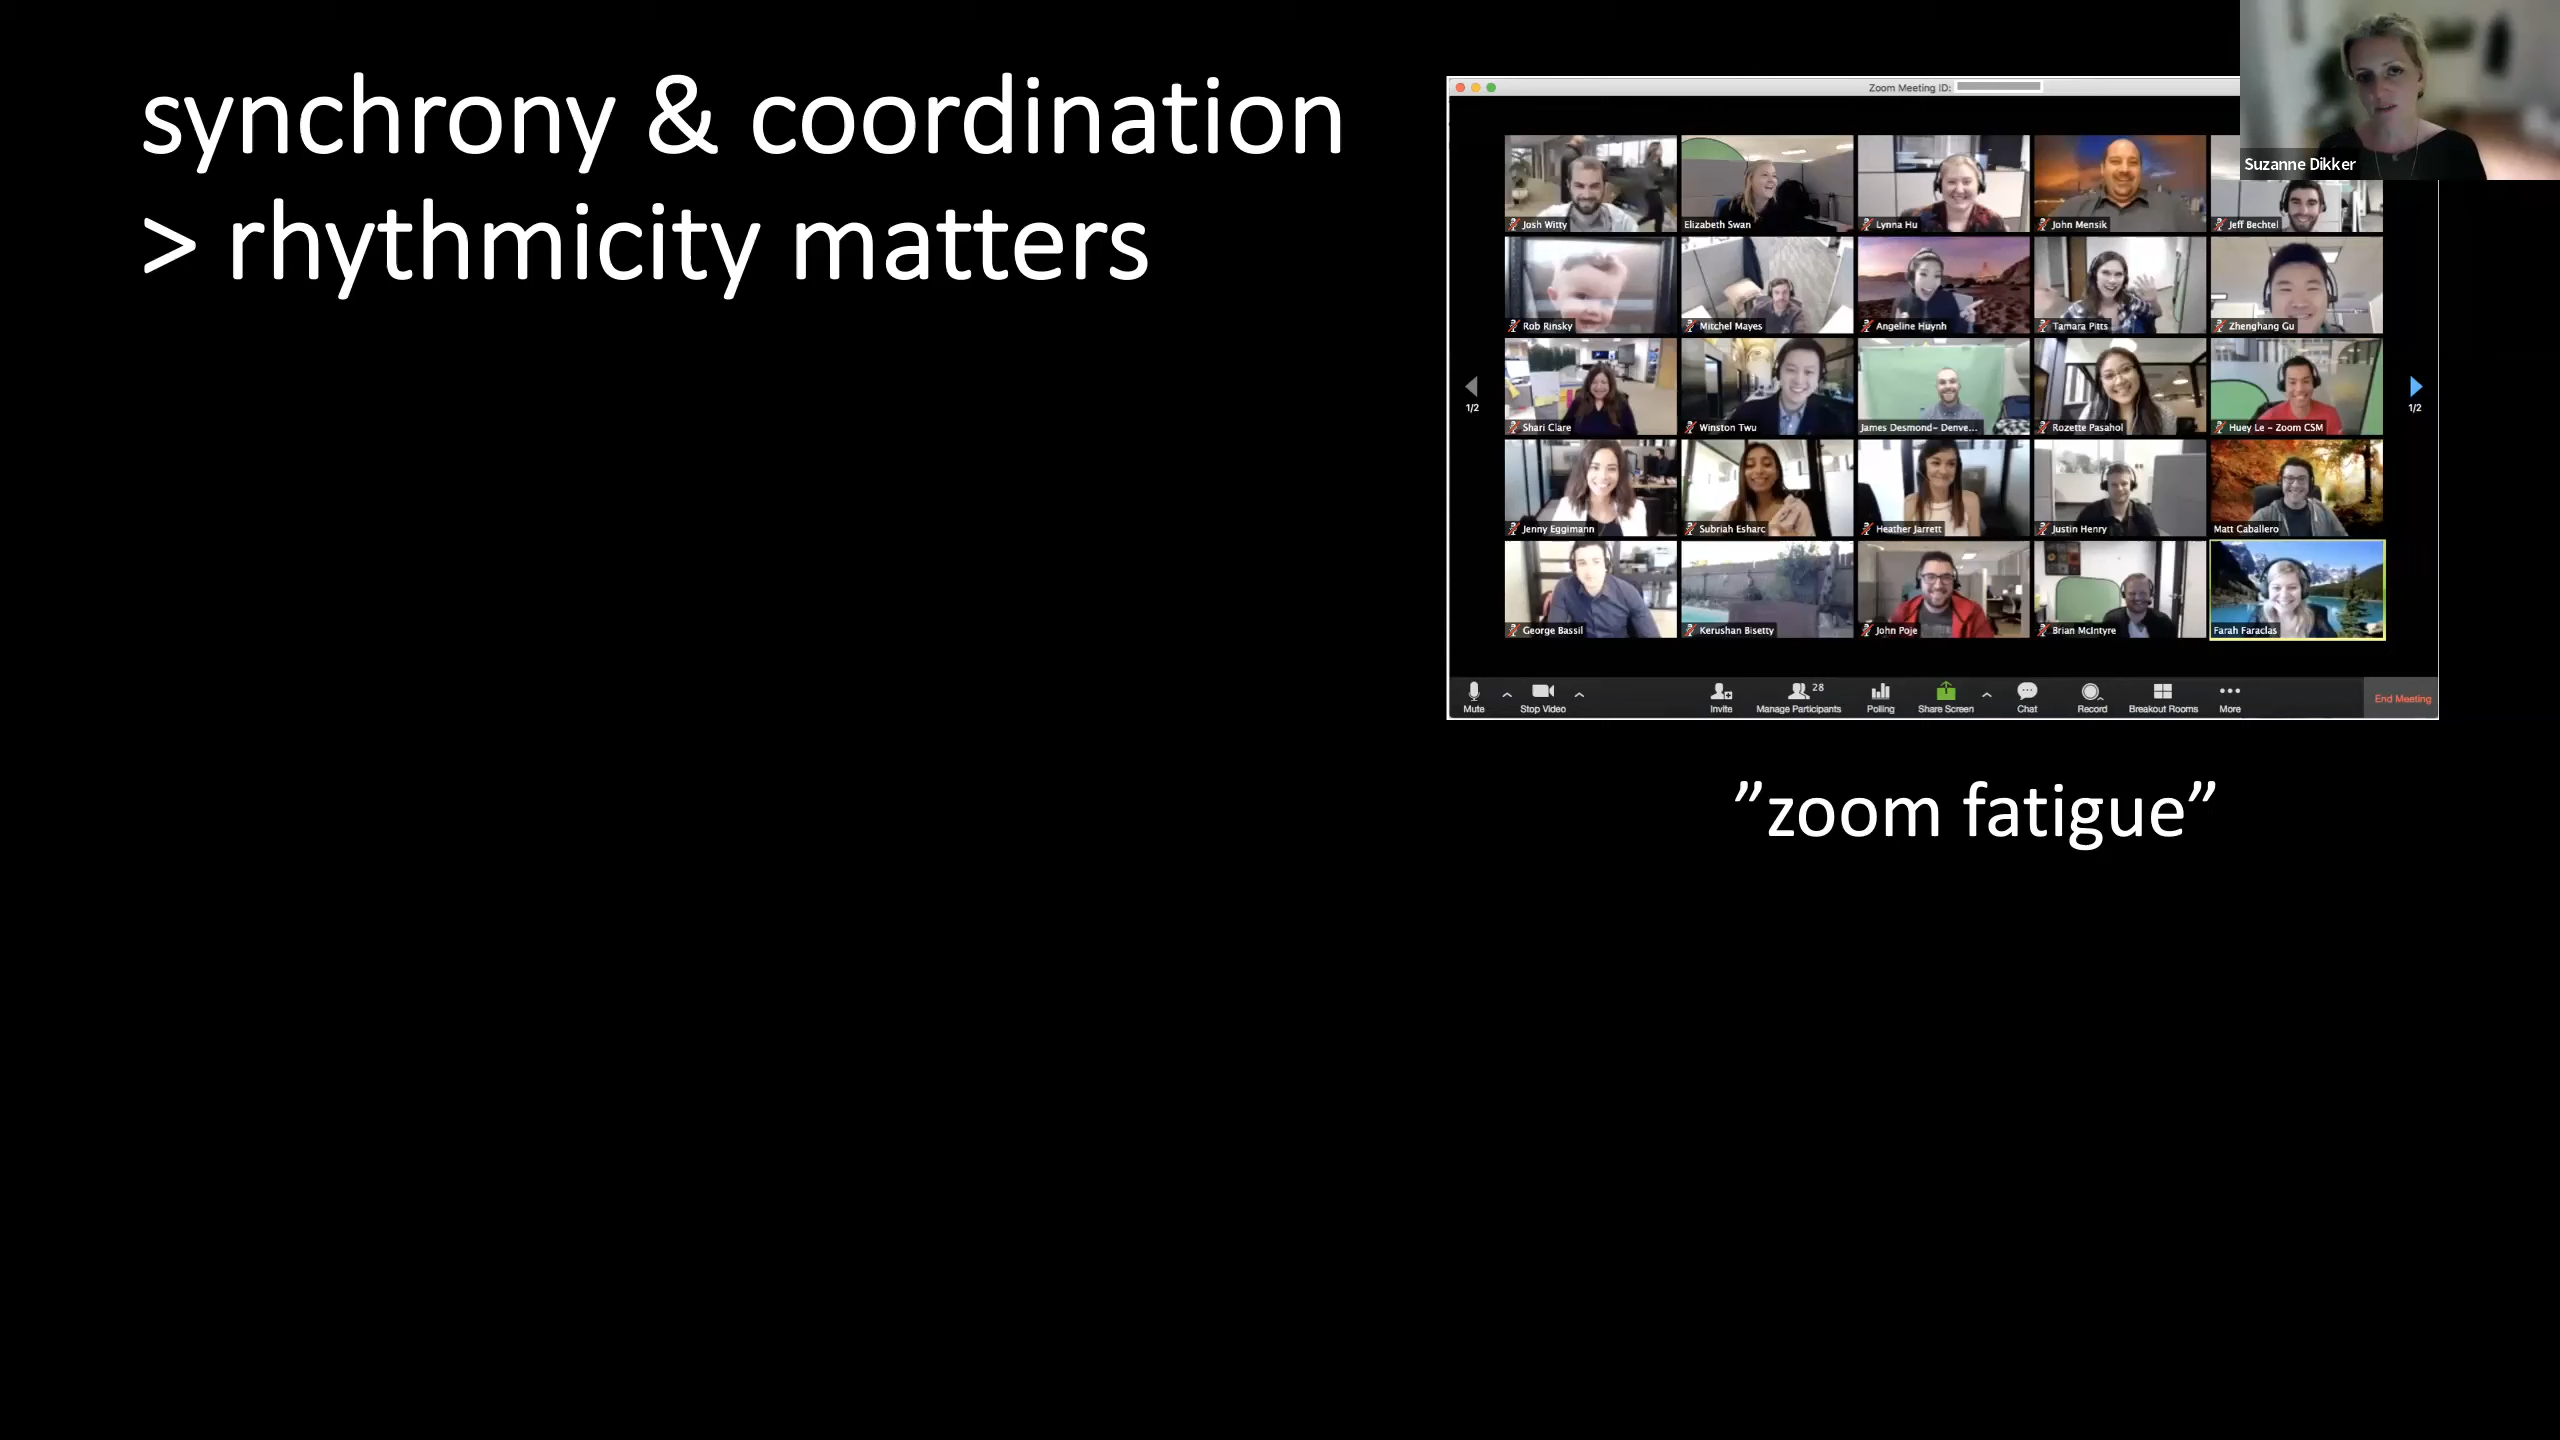 synchrony & coordination
> rhythmicity matters
Zoom Meeting ID:
Suzanne Dikker
Josh Witty
Elizabeth Swan
Lynna Hu
John Mensik
Jeff Bechtel
Rob Rinsky
Mitchel Mayes
Angeline Huynh
Tamara Pitts
Zhenghang Gu
Shari Clare
Winston Twu
James Desmond– Denve...
Rozette Pasahol
Huey Le – Zoom CSM
1/2
1/2
Jenny Eggimann
Subriah Esharc
Heather Jarrett
Justin Henry
Matt Caballero
George Bassil
Kerushan Bisetty
John Poje
Brian McIntyre
Farah Faraclas
Mute
Stop Video
Invite
28
Manage Participants
Polling
Share Screen
Chat
Record
Breakout Rooms
More
End Meeting
”zoom fatigue”